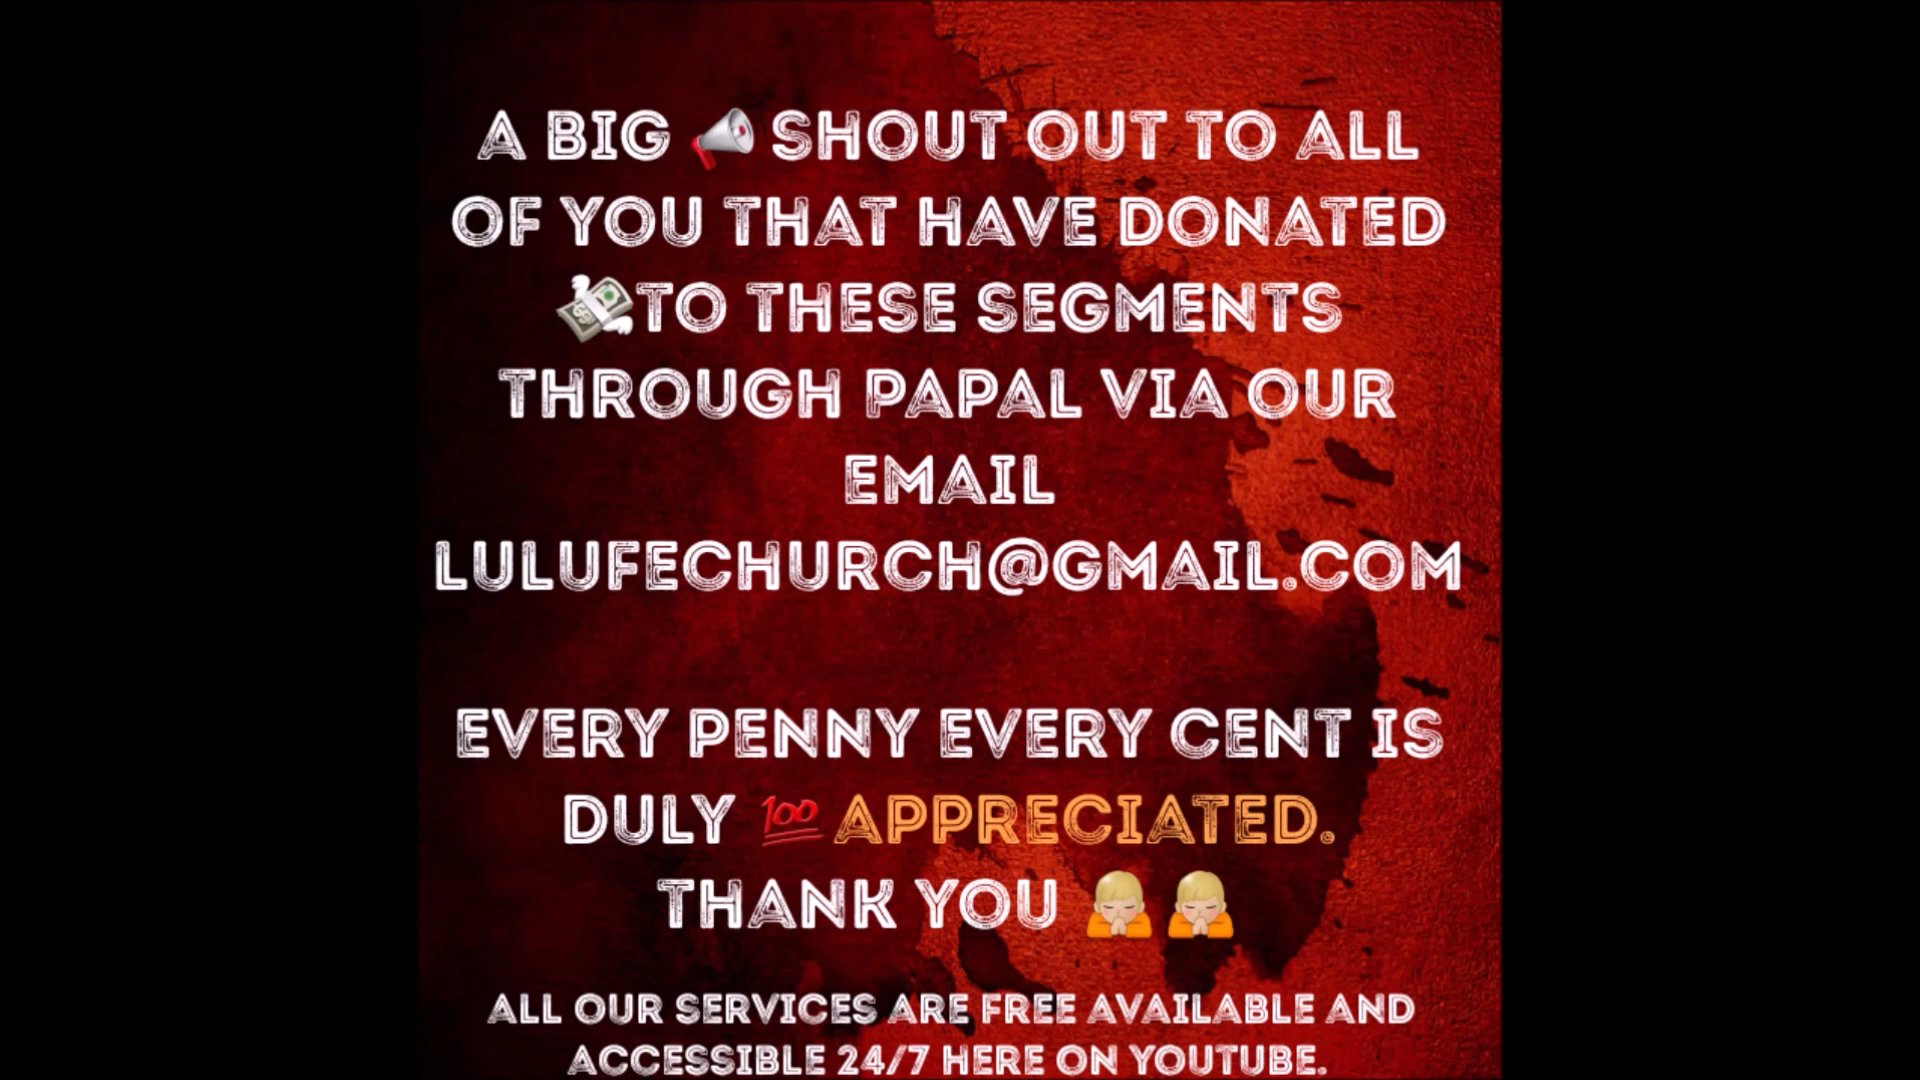 A BIG 📢 SHOUT OUT TO ALL
OF YOU THAT HAVE DONATED
💸TO THESE SEGMENTS
THROUGH PAPAL VIA OUR
EMAIL
LULUFECHURCH@GMAIL.COM
EVERY PENNY EVERY CENT IS
DULY 💯 APPRECIATED.
THANK YOU 🙏🏼 🙏🏼
ALL OUR SERVICES ARE FREE AVAILABLE AND
ACCESSIBLE 24/7 HERE ON YOUTUBE.